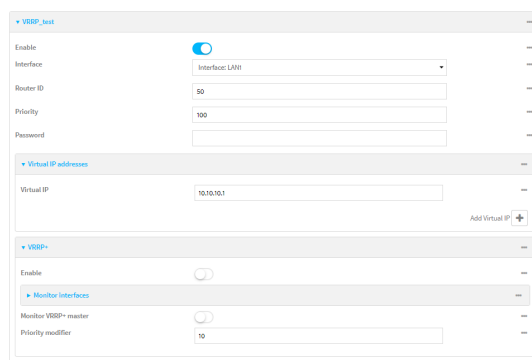 VRRP_test
Enable
Interface
Interface: LAN1
Router ID
50
Priority
100
Password
Virtual IP addresses
Virtual IP
10.10.10.1
Add Virtual IP
VRRP+
Enable
Monitor interfaces
Monitor VRRP+ master
Priority modifier
10